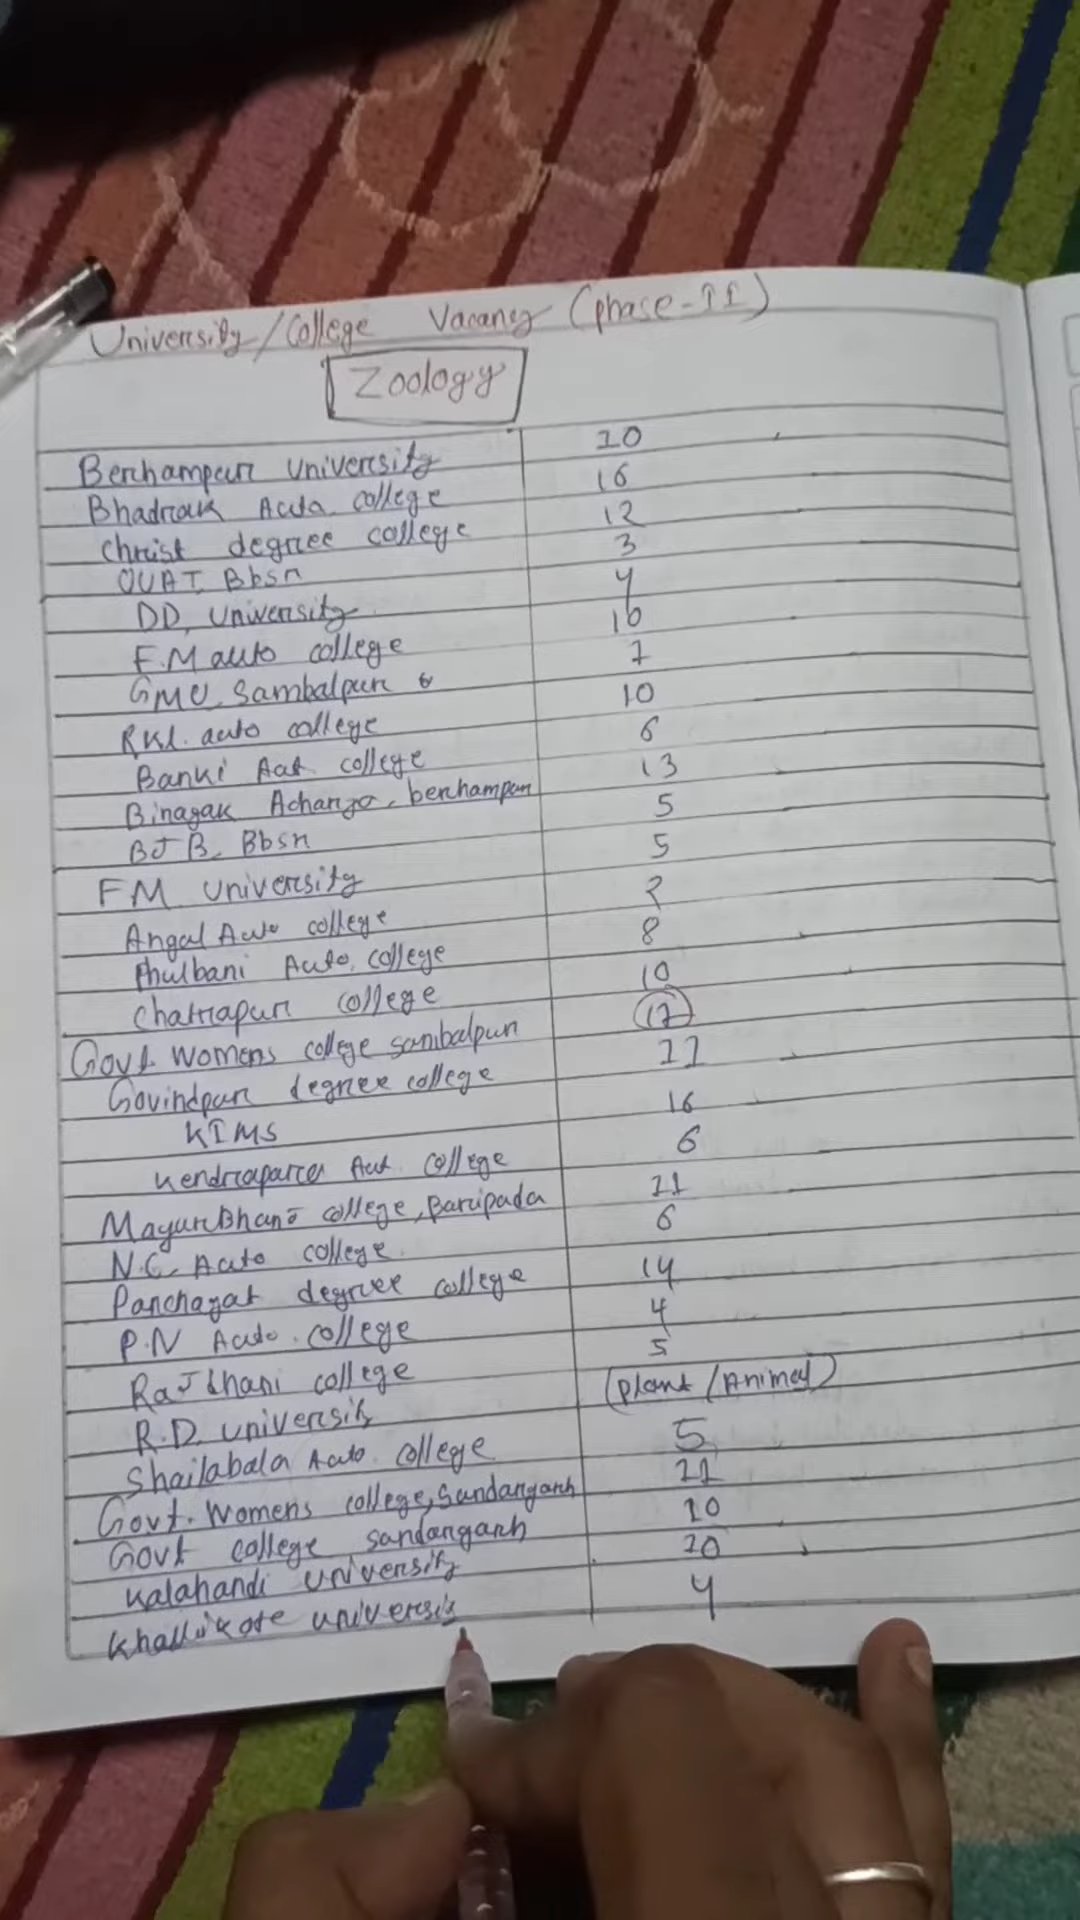 University/College Vacancy (phase-II)
Zoology
Berhampur University 10
Bhadrak Auto college 16
Christ degree college 12
OUAT, Bbsr 3
DD, University 4
F.M auto college 10
GMU, Sambalpur 7
Rkl. auto college 10
Banki Aut. college 6
Binayak Acharya, berhampur 13
BJB, Bbsr 5
FM University 5
Angul Auto college 2
Phulbani Auto, college 8
Chatrapur college 10
Govt. Womens college sambalpur 17
Govindpur degree college 11
KIMS 16
Kendrapara Aut. college 6
MayurBhanj college, Baripada 11
N.C. Auto college 6
Panchayat degree college 14
P.N Auto. college 4
Rajdhani college 5
R.D. University (plant/Animal)
Shailabala Auto. college 5
Govt. Womens college, Sundargarh 11
Govt college sundargarh 10
Kalahandi University 20
Khallikote university 4